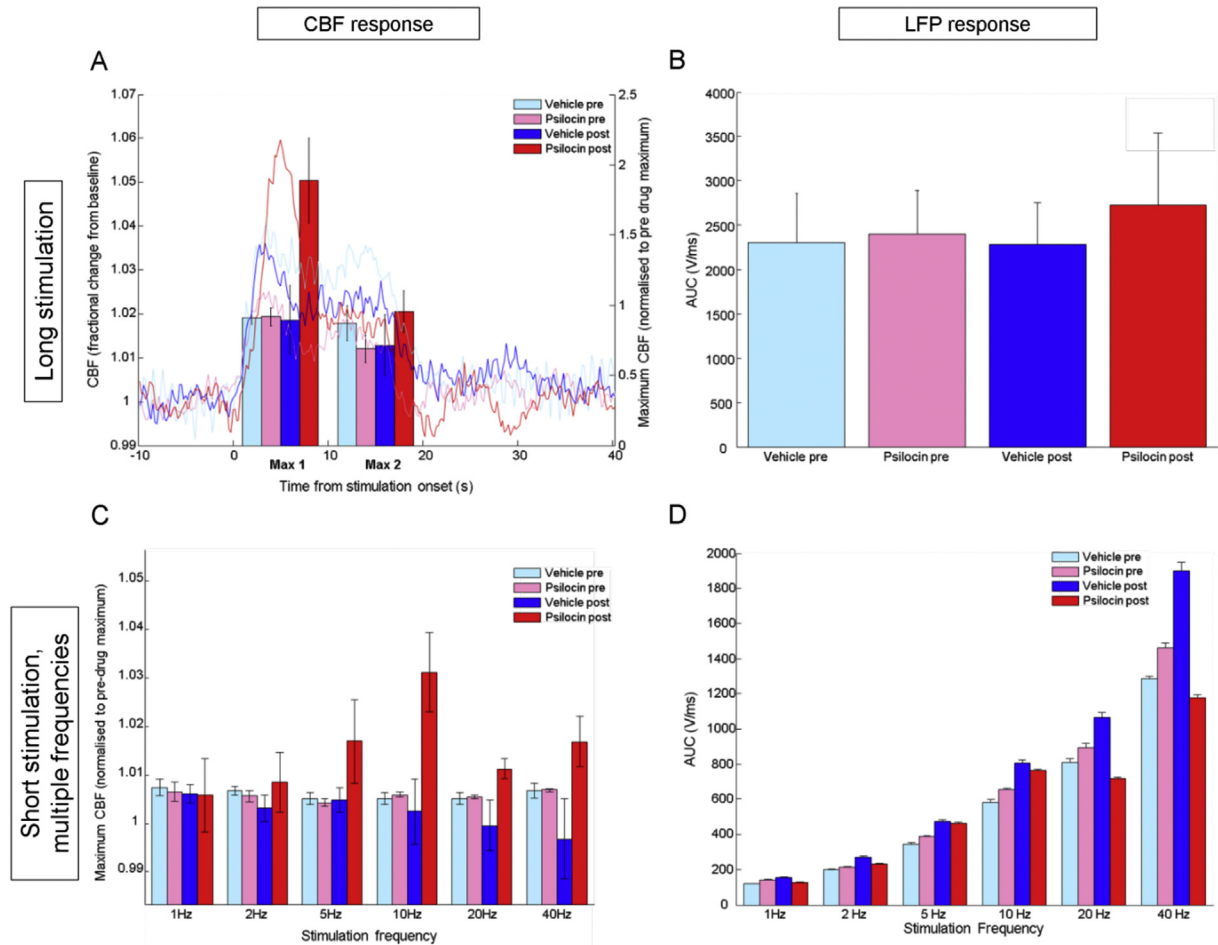 CBF response
LFP response
Long stimulation
Short stimulation,
multiple frequencies
A
1.07
1.06
1.05
1.04
1.03
1.02
1.01
1
0.99
CBF (fractional change from baseline)
2.5
2
1.5
1
0.5
0
Maximum CBF (normalised to pre drug maximum)
Vehicle pre
Psilocin pre
Vehicle post
Psilocin post
-10
0
10
20
30
40
Max 1
Max 2
Time from stimulation onset (s)
B
4000
3500
3000
2500
2000
1500
1000
500
0
AUC (V/ms)
Vehicle pre
Psilocin pre
Vehicle post
Psilocin post
C
1.05
1.04
1.03
1.02
1.01
1
0.99
Maximum CBF (normalised to pre-drug maximum)
Vehicle pre
Psilocin pre
Vehicle post
Psilocin post
1Hz
2Hz
5Hz
10Hz
20Hz
40Hz
Stimulation frequency
D
2000
1800
1600
1400
1200
1000
800
600
400
200
0
AUC (V/ms)
Vehicle pre
Psilocin pre
Vehicle post
Psilocin post
1Hz
2 Hz
5 Hz
10 Hz
20 Hz
40 Hz
Stimulation Frequency